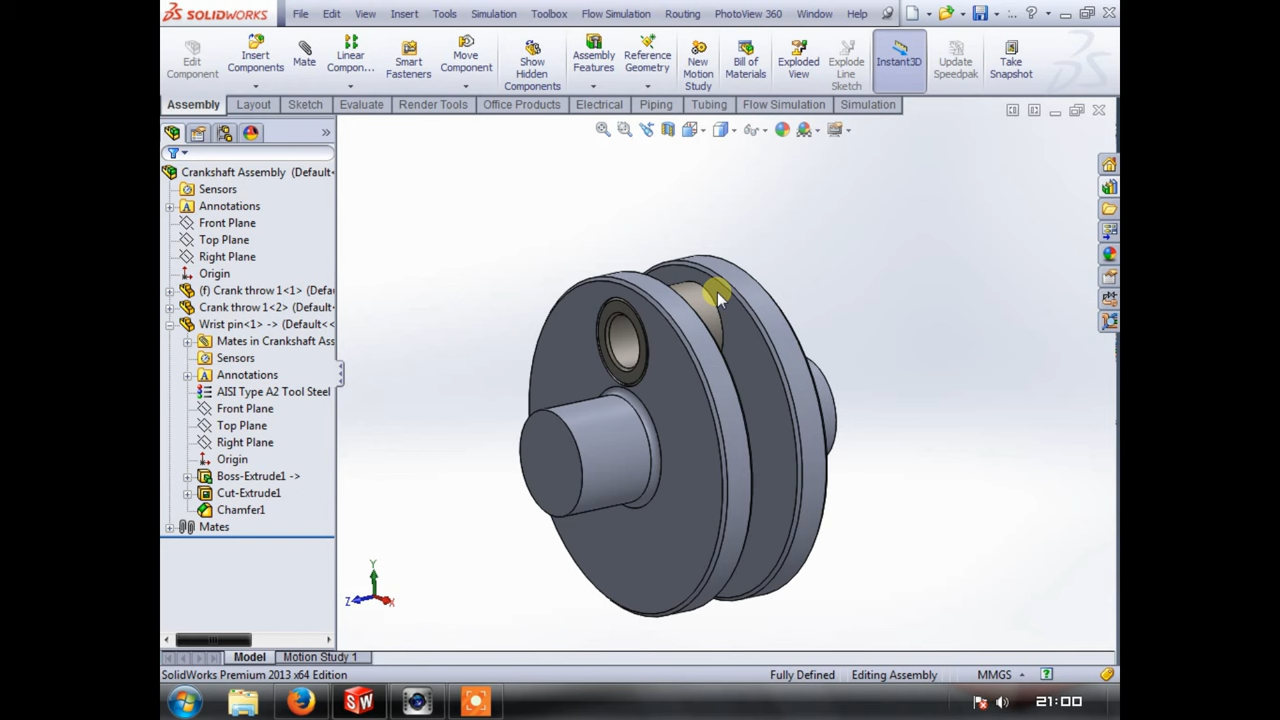 SOLIDWORKS File Edit View Insert Tools Simulation Toolbox Flow Simulation Routing PhotoView 360 Window Help
Edit Component
Insert Components
Mate
Linear Compon...
Smart Fasteners
Move Component
Show Hidden Components
Assembly Features
Reference Geometry
New Motion Study
Bill of Materials
Exploded View
Explode Line Sketch
Instant3D
Update Speedpak
Take Snapshot
Assembly Layout Sketch Evaluate Render Tools Office Products Electrical Piping Tubing Flow Simulation Simulation
Crankshaft Assembly (Default<
Sensors
Annotations
Front Plane
Top Plane
Right Plane
Origin
(f) Crank throw 1<1> (Defau
Crank throw 1<2> (Default<
Wrist pin<1> -> (Default<<
Mates in Crankshaft Ass
Sensors
Annotations
AISI Type A2 Tool Steel
Front Plane
Top Plane
Right Plane
Origin
Boss-Extrude1 ->
Cut-Extrude1
Chamfer1
Mates
Y
Z X
Model Motion Study 1
SolidWorks Premium 2013 x64 Edition Fully Defined Editing Assembly MMGS
SW 21:00